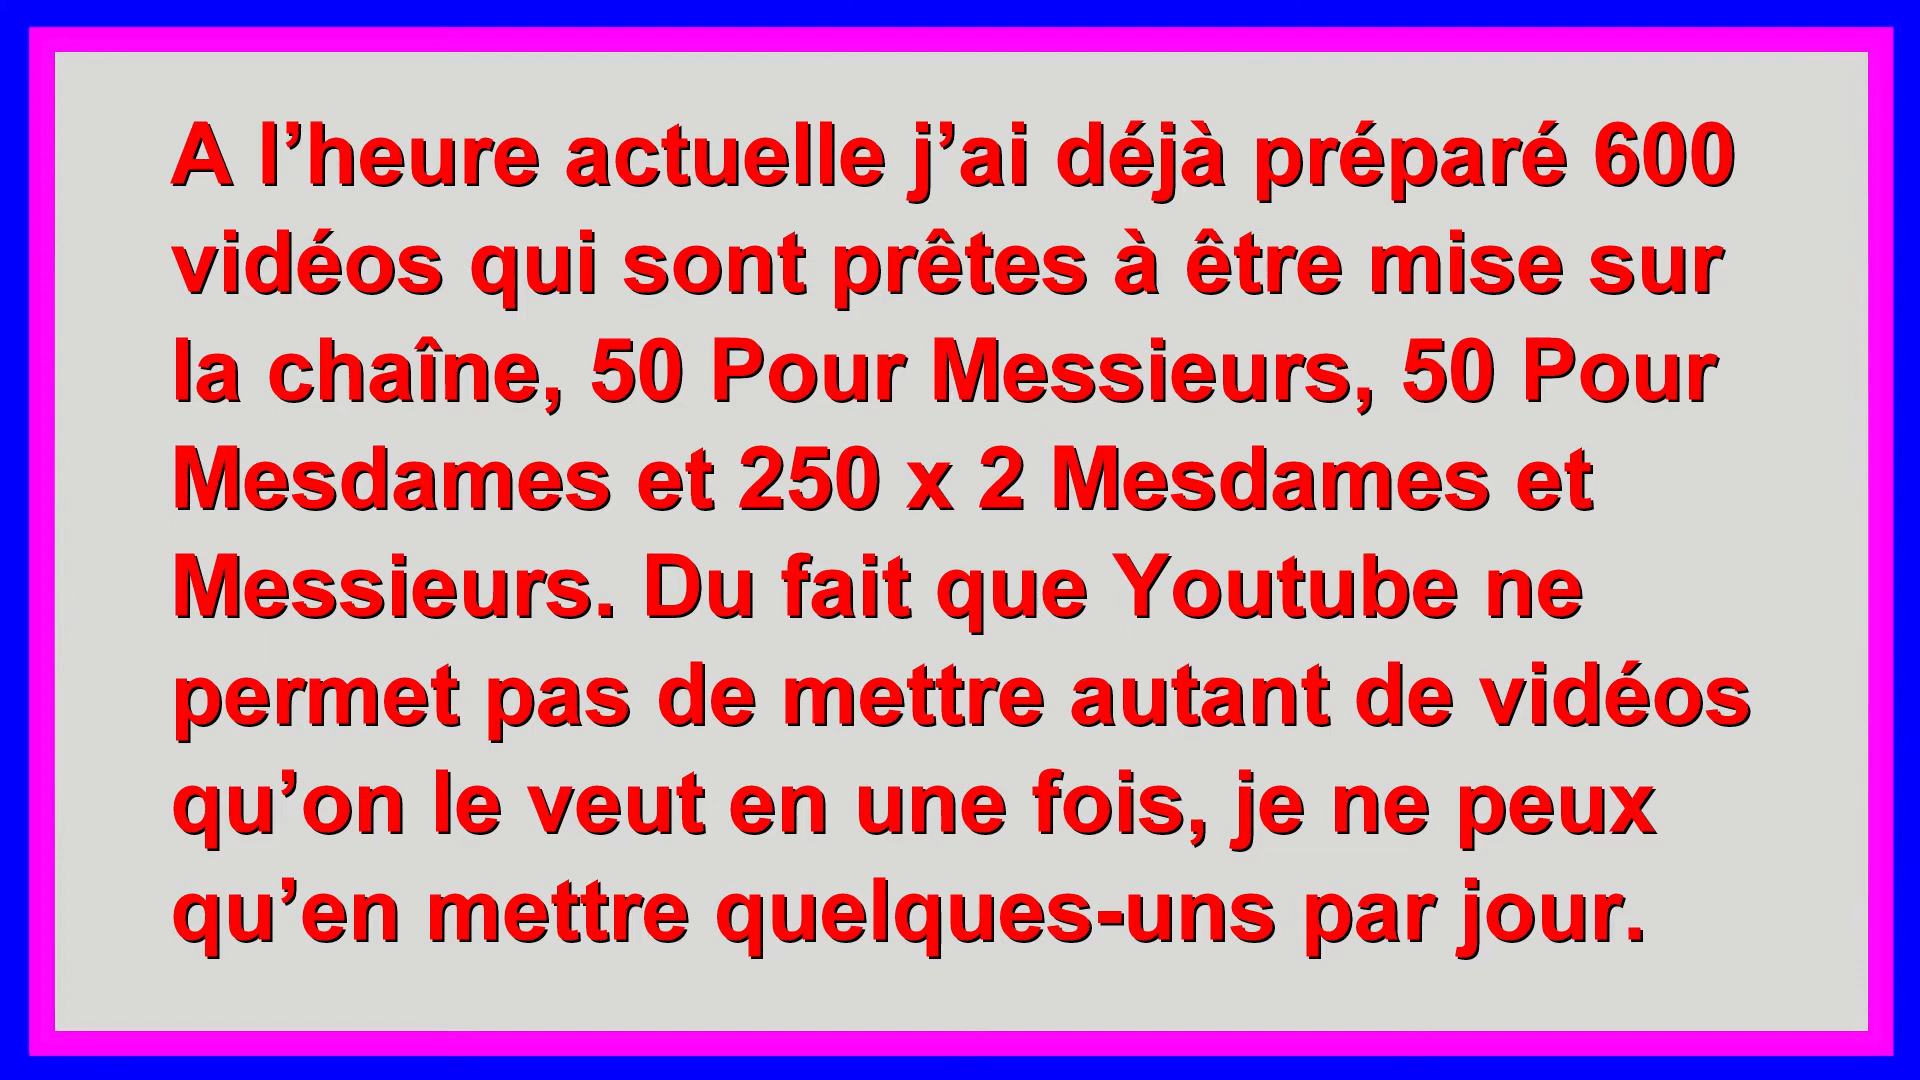 A l’heure actuelle j’ai déjà préparé 600
vidéos qui sont prêtes à être mise sur
la chaîne, 50 Pour Messieurs, 50 Pour
Mesdames et 250 x 2 Mesdames et
Messieurs. Du fait que Youtube ne
permet pas de mettre autant de vidéos
qu’on le veut en une fois, je ne peux
qu’en mettre quelques-uns par jour.